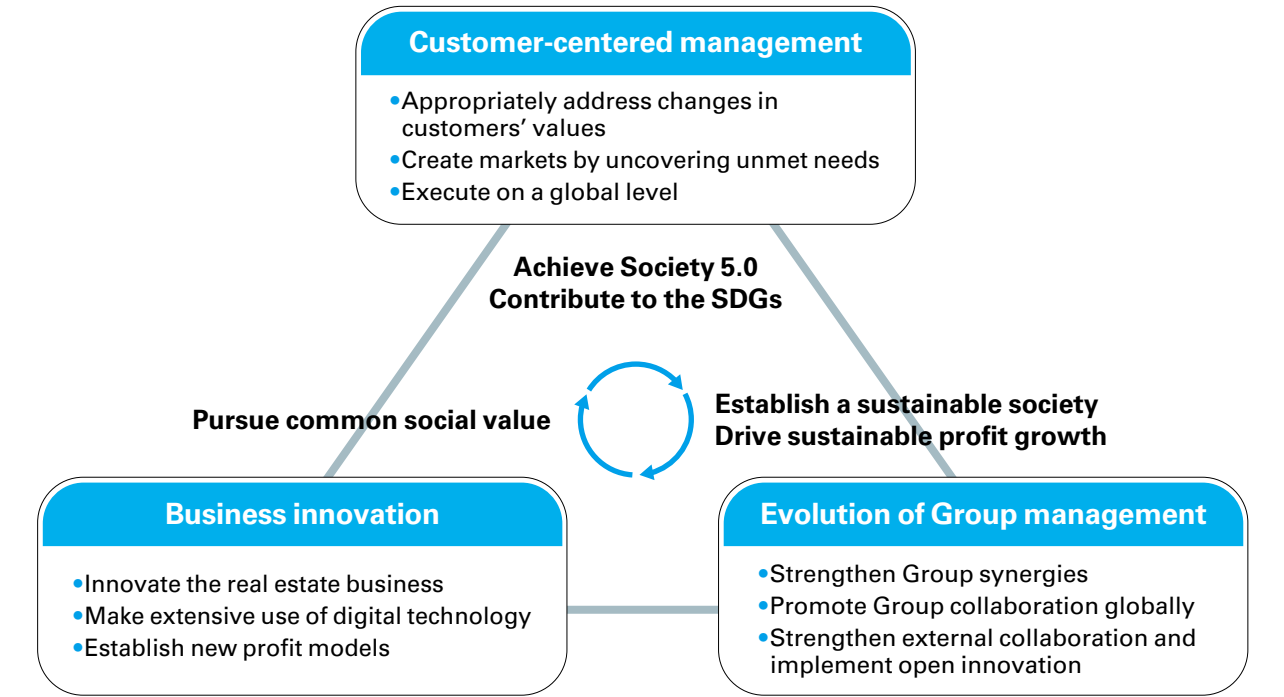 Customer-centered management
•Appropriately address changes in
customers’ values
•Create markets by uncovering unmet needs
•Execute on a global level
Achieve Society 5.0
Contribute to the SDGs
Pursue common social value
Establish a sustainable society
Drive sustainable profit growth
Business innovation
•Innovate the real estate business
•Make extensive use of digital technology
•Establish new profit models
Evolution of Group management
•Strengthen Group synergies
•Promote Group collaboration globally
•Strengthen external collaboration and
implement open innovation